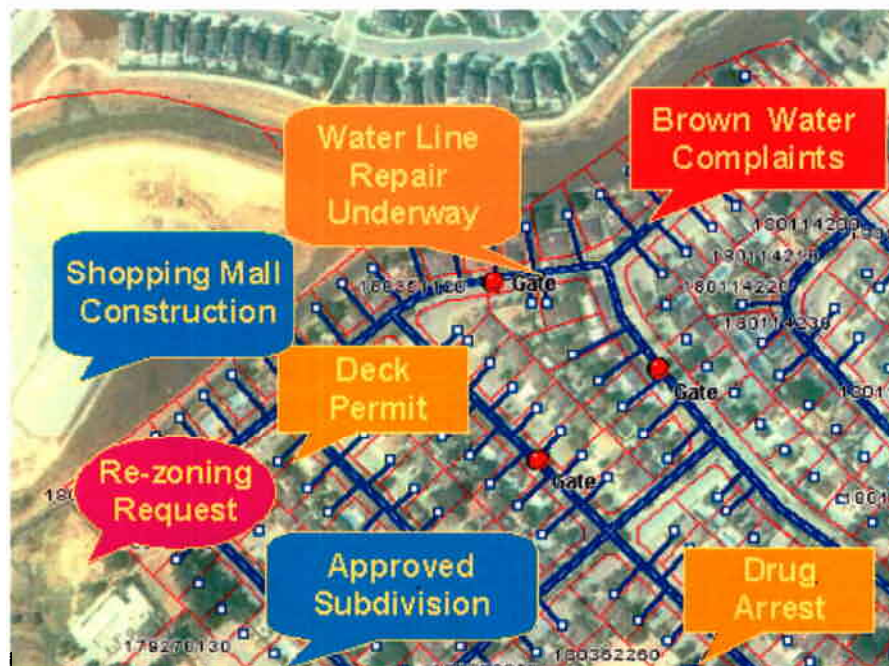 Water Line
Repair
Underway
Brown Water
Complaints
Shopping Mall
Construction
Gate
180114220
Deck
Permit
Gate
Re-zoning
Request
Gate
Approved
Subdivision
Drug
Arrest
179270130
180362260